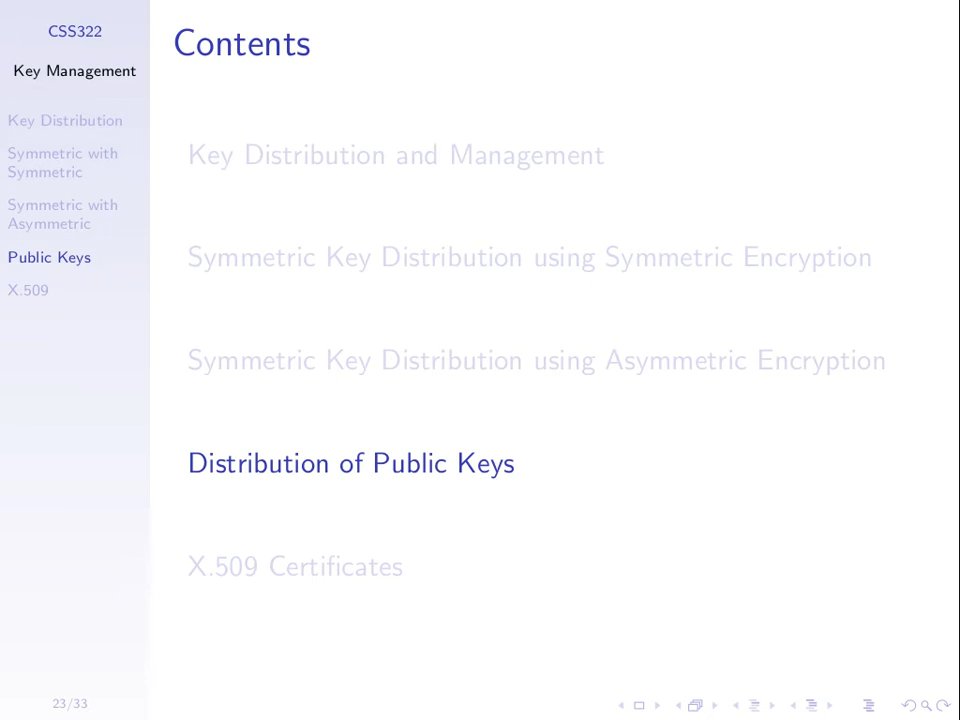 CSS322
Key Management
Key Distribution
Symmetric with
Symmetric
Symmetric with
Asymmetric
Public Keys
X.509
23/33
Contents
Key Distribution and Management
Symmetric Key Distribution using Symmetric Encryption
Symmetric Key Distribution using Asymmetric Encryption
Distribution of Public Keys
X.509 Certificates